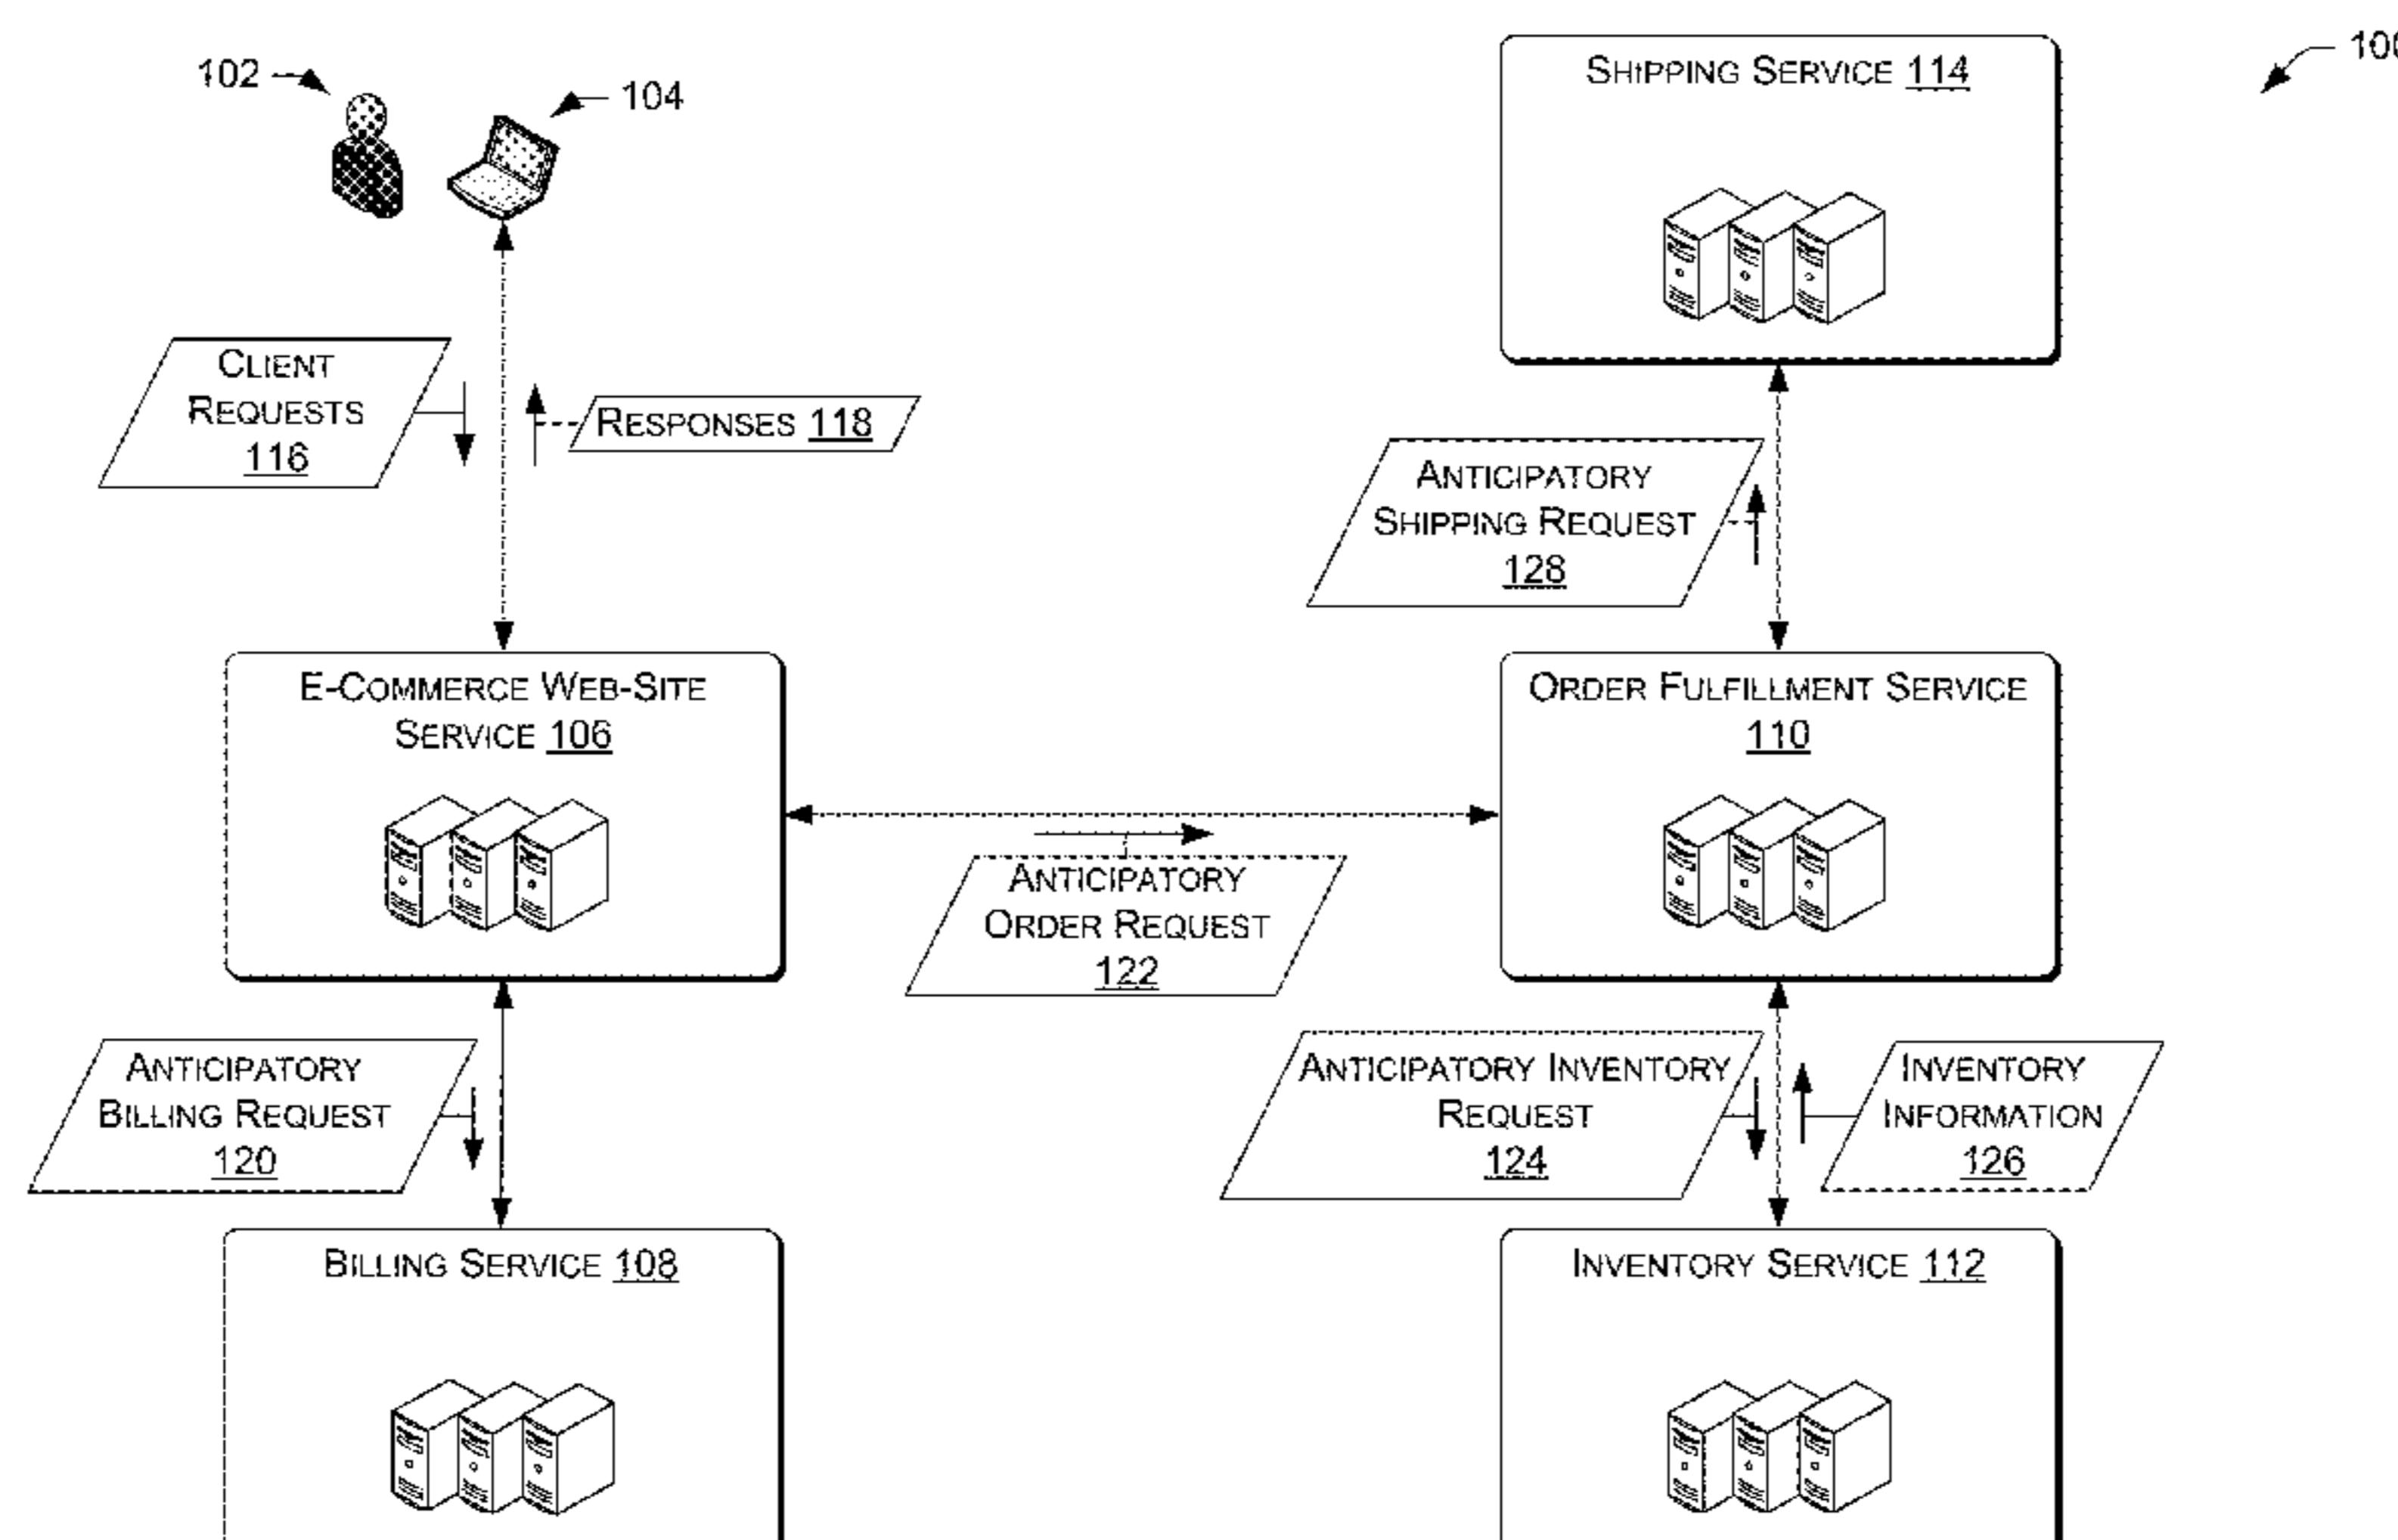 102
104
SHIPPING SERVICE 114
CLIENT
REQUESTS
116
RESPONSES 118
ANTICIPATORY
SHIPPING REQUEST
128
E-COMMERCE WEB-SITE
SERVICE 106
ORDER FULFILLMENT SERVICE
110
ANTICIPATORY
ORDER REQUEST
122
ANTICIPATORY
BILLING REQUEST
120
ANTICIPATORY INVENTORY
REQUEST
124
INVENTORY
INFORMATION
126
BILLING SERVICE 108
INVENTORY SERVICE 112